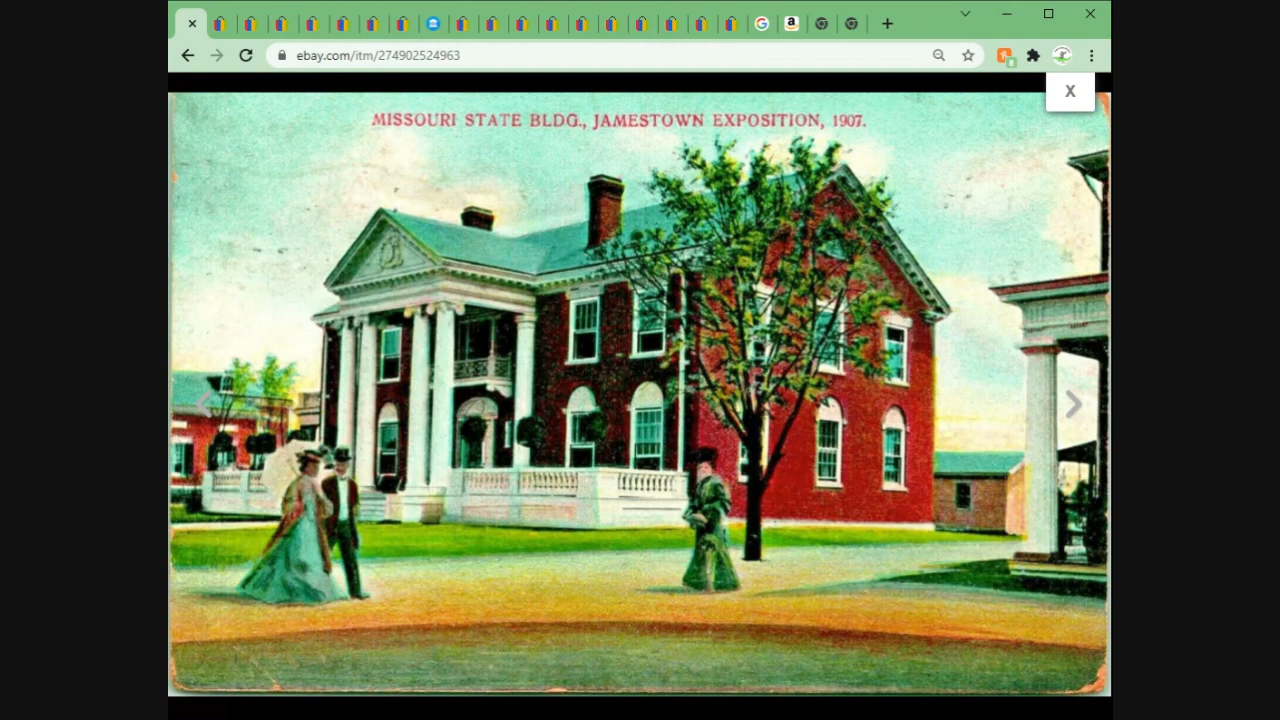 ebay.com/itm/274902524963
X
MISSOURI STATE BLDG., JAMESTOWN EXPOSITION, 1907.